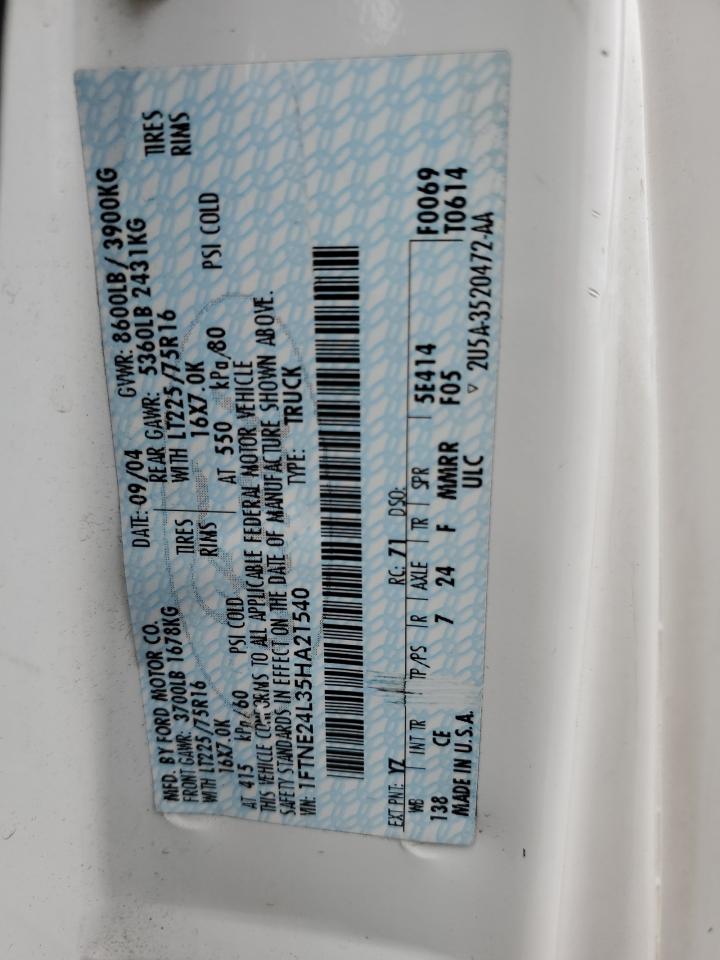 MFD. BY FORD MOTOR CO. DATE: 09/04 GVWR: 8600LB / 3900KG
FRONT GAWR: 3700LB 1678KG REAR GAWR: 5360LB 2431KG
WITH LT225/75R16 TIRES WITH LT225/75R16 TIRES
16X7.0K RIMS 16X7.0K RIMS
AT 415 kPa/60 PSI COLD AT 550 kPa/80 PSI COLD
THIS VEHICLE CONFORMS TO ALL APPLICABLE FEDERAL MOTOR VEHICLE
SAFETY STANDARDS IN EFFECT ON THE DATE OF MANUFACTURE SHOWN ABOVE.
VIN: 1FTNE24L35HA21540 TYPE: TRUCK
F0069
T0614
EXT PNT: YZ RC: 71 DSO:
WB INT TR TP/PS R AXLE TR SPR 5E414
138 CE 7 24 F MMRR F05
MADE IN U.S.A. ULC ▽ 2U5A-3520472-AA